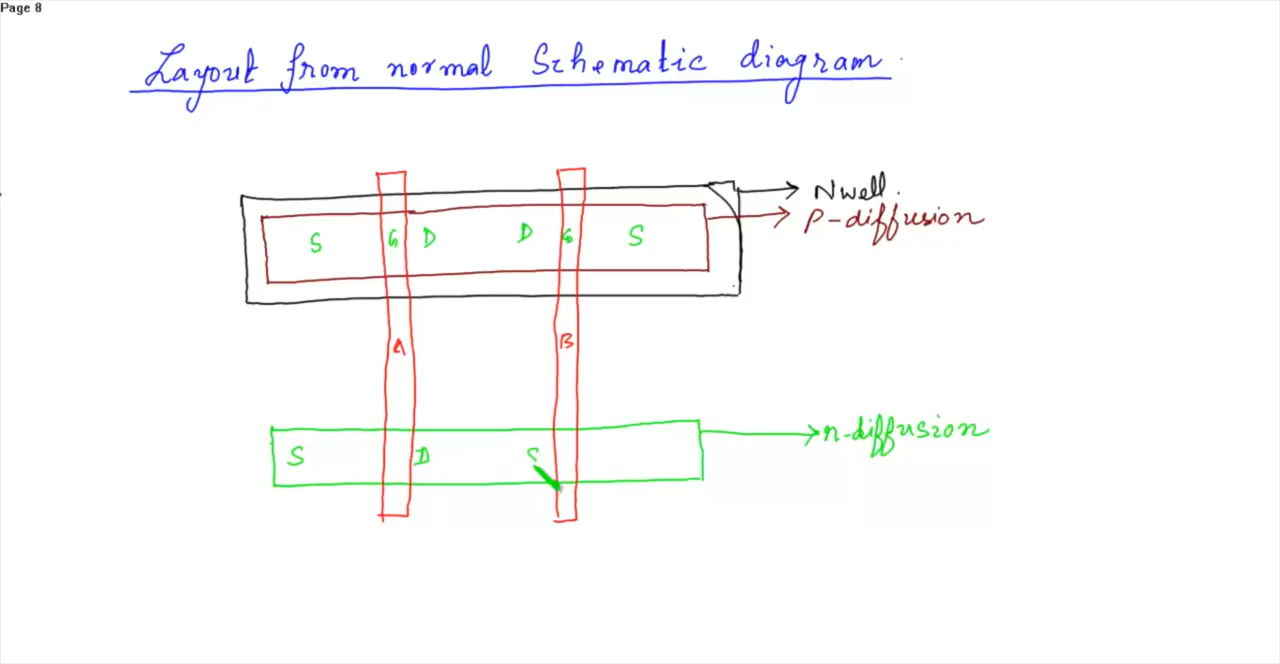 Page 8
Layout from normal Schematic diagram
Nwell.
P-diffusion
S G D D G S
A B
n-diffusion
S D S